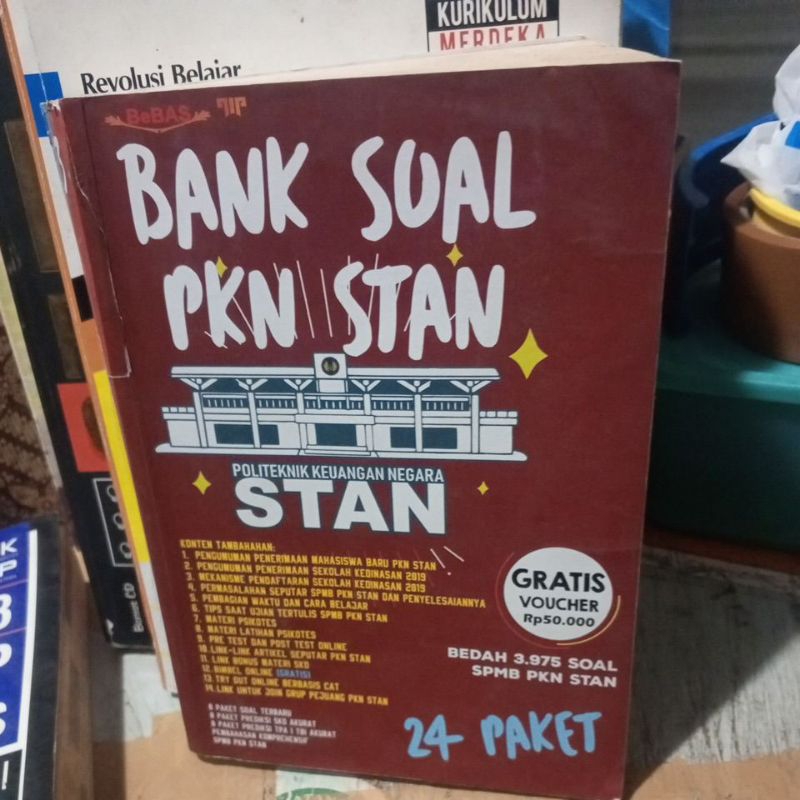 KURIKULUM
MERDEKA
Revolusi Belajar
BeBAS
BANK SOAL
PKN STAN
POLITEKNIK KEUANGAN NEGARA
STAN
KONTEN TAMBAHAHAN:
1. PENGUMUMAN PENERIMAAN MAHASISWA BARU PKN STAN
2. PENGUMUMAN PENERIMAAN SEKOLAH KEDINASAN 2019
3. MEKANISME PENDAFTARAN SEKOLAH KEDINASAN 2019
4. PERMASALAHAN SEPUTAR SPMB PKN STAN DAN PENYELESAIANNYA
5. PEMBAGIAN WAKTU DAN CARA BELAJAR
6. TIPS SAAT UJIAN TERTULIS SPMB PKN STAN
7. MATERI PSIKOTES
8. MATERI LATIHAN PSIKOTES
9. PRE TEST DAN POST TEST ONLINE
10. LINK-LINK ARTIKEL SEPUTAR PKN STAN
11. LINK BONUS MATERI SKD
12. BIMBEL ONLINE (GRATIS)
13. TRY OUT ONLINE BERBASIS CAT
14. LINK UNTUK JOIN GRUP PEJUANG PKN STAN
8 PAKET SOAL TERBARU
8 PAKET PREDIKSI SKD AKURAT
8 PAKET PREDIKSI TPA | TBI AKURAT
PEMBAHASAN KOMPREHENSIF
SPMB PKN STAN
GRATIS
VOUCHER
Rp50.000
BEDAH 3.975 SOAL
SPMB PKN STAN
24 PAKET